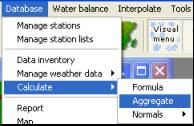 Database Water balance Interpolate Tools
Manage stations
Manage station lists
Visual
menu
Data inventory
Manage weather data
Calculate
Formula
Aggregate
Report
Normals
Map